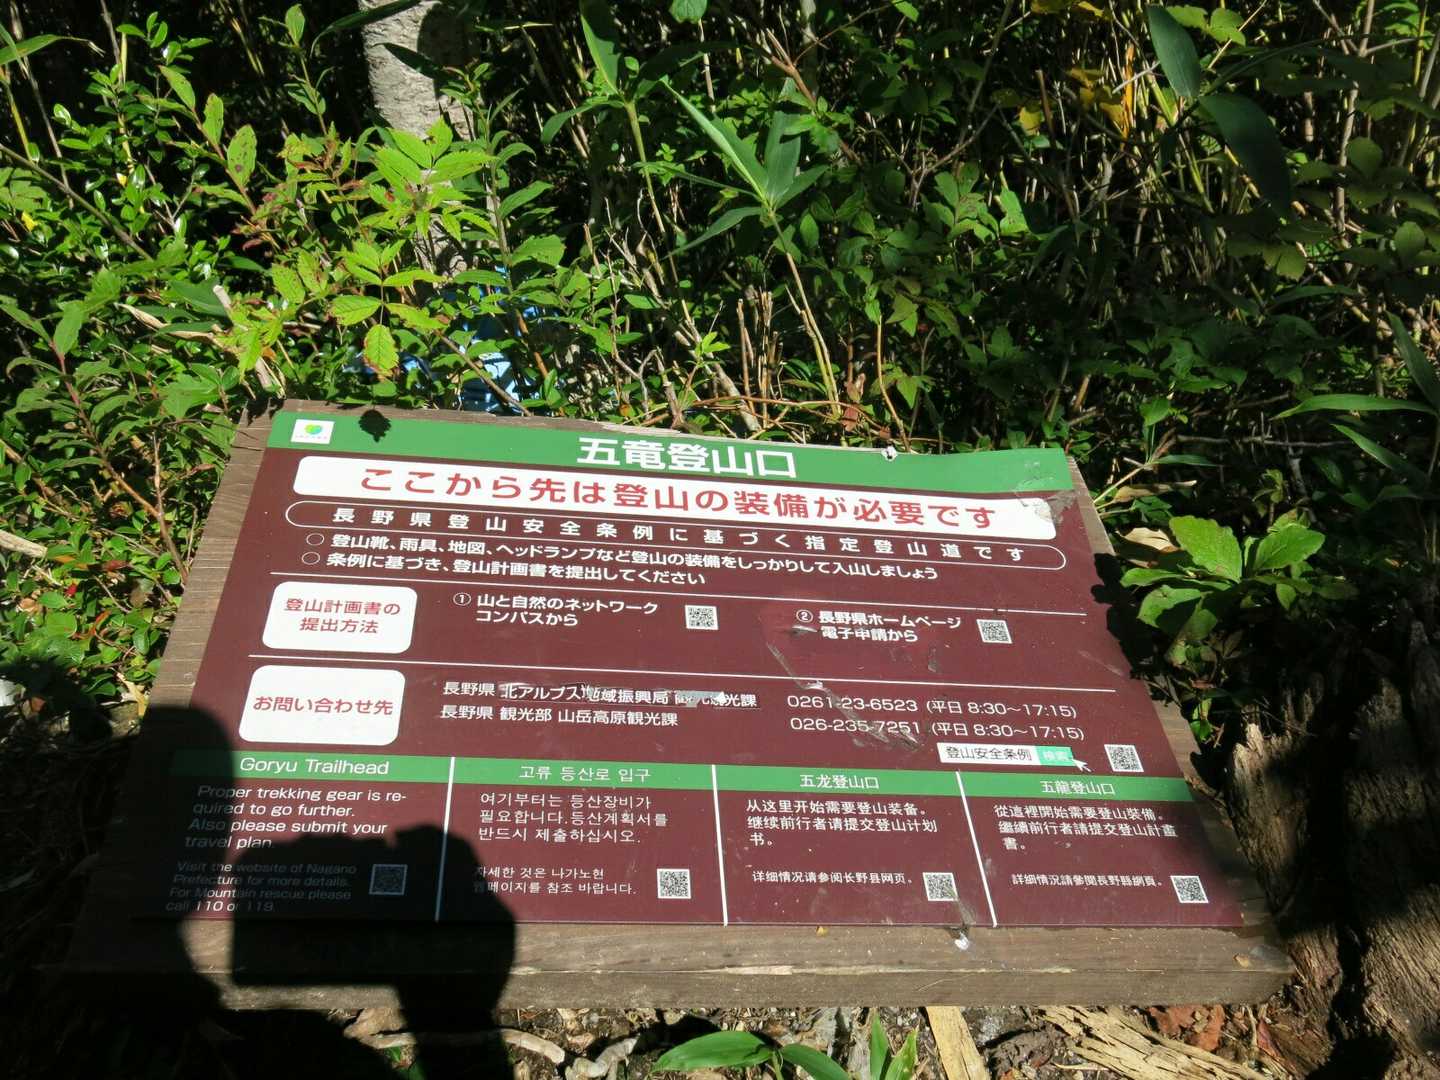 五竜登山口
ここから先は登山の装備が必要です
長野県登山安全条例に基づく指定登山道です
○ 登山靴、雨具、地図、ヘッドランプなど登山の装備をしっかりして入山しましょう
○ 条例に基づき、登山計画書を提出してください
登山計画書の
提出方法
① 山と自然のネットワーク
コンパスから
② 長野県ホームページ
電子申請から
お問い合わせ先
長野県 北アルプス地域振興局 観光課 0261-23-6523 (平日 8:30～17:15)
長野県 観光部 山岳高原観光課 026-235-7251 (平日 8:30～17:15)
登山安全条例 検索
Goryu Trailhead
Proper trekking gear is re-
quired to go further.
Also please submit your
travel plan.
Visit the website of Nagano
Prefecture for more details.
For Mountain rescue please
call 110 or 119.
고류 등산로 입구
여기부터는 등산장비가
필요합니다.등산계획서를
반드시 제출하십시오.
자세한 것은 나가노현
웹페이지를 참조 바랍니다.
五龙登山口
从这里开始需要登山装备。
继续前行者请提交登山计划
书。
详细情况请参阅长野县网页。
五龍登山口
從這裡開始需要登山裝備。
繼續前行者請提交登山計畫
書。
詳細情況請參閱長野縣網頁。